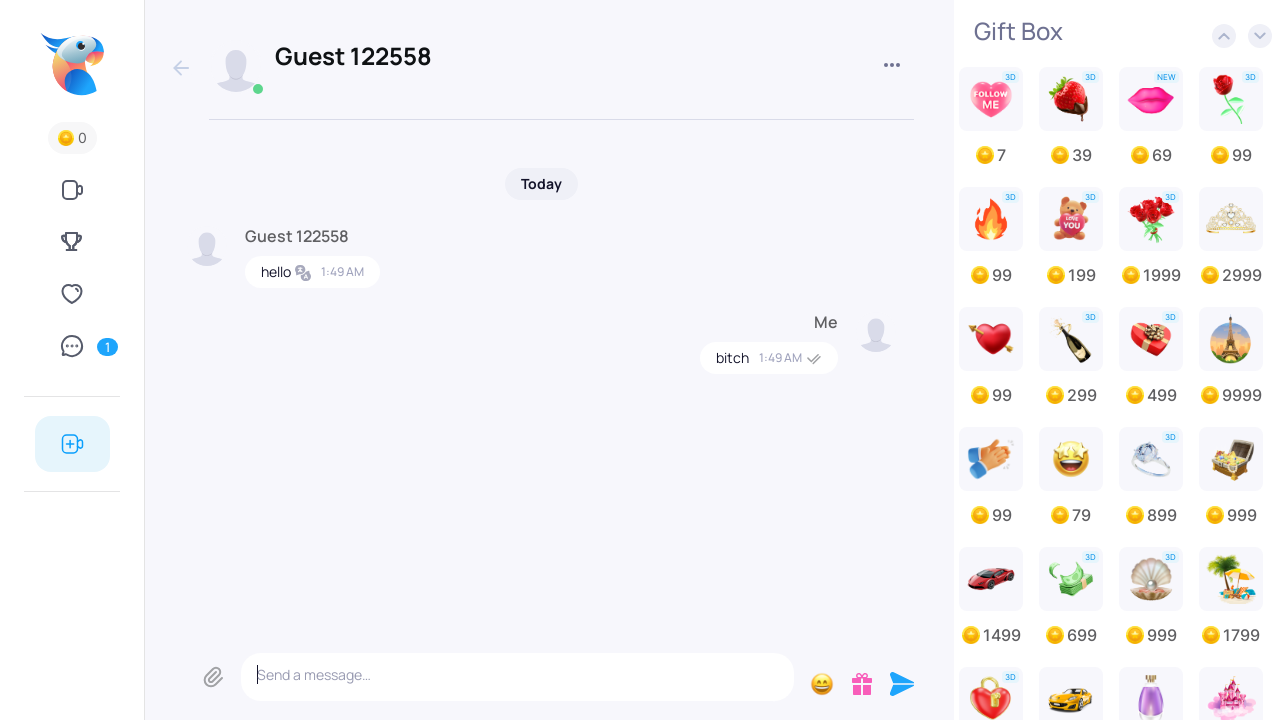 Guest 122558
0
1
Today
Guest 122558
hello 1:49 AM
Me
bitch 1:49 AM
Send a message...
Gift Box
3D 3D NEW 3D
FOLLOW
ME
7 39 69 99
3D 3D 3D
LOVE
YOU
99 199 1999 2999
3D 3D
99 299 499 9999
3D
99 79 899 999
3D 3D
1499 699 999 1799
3D